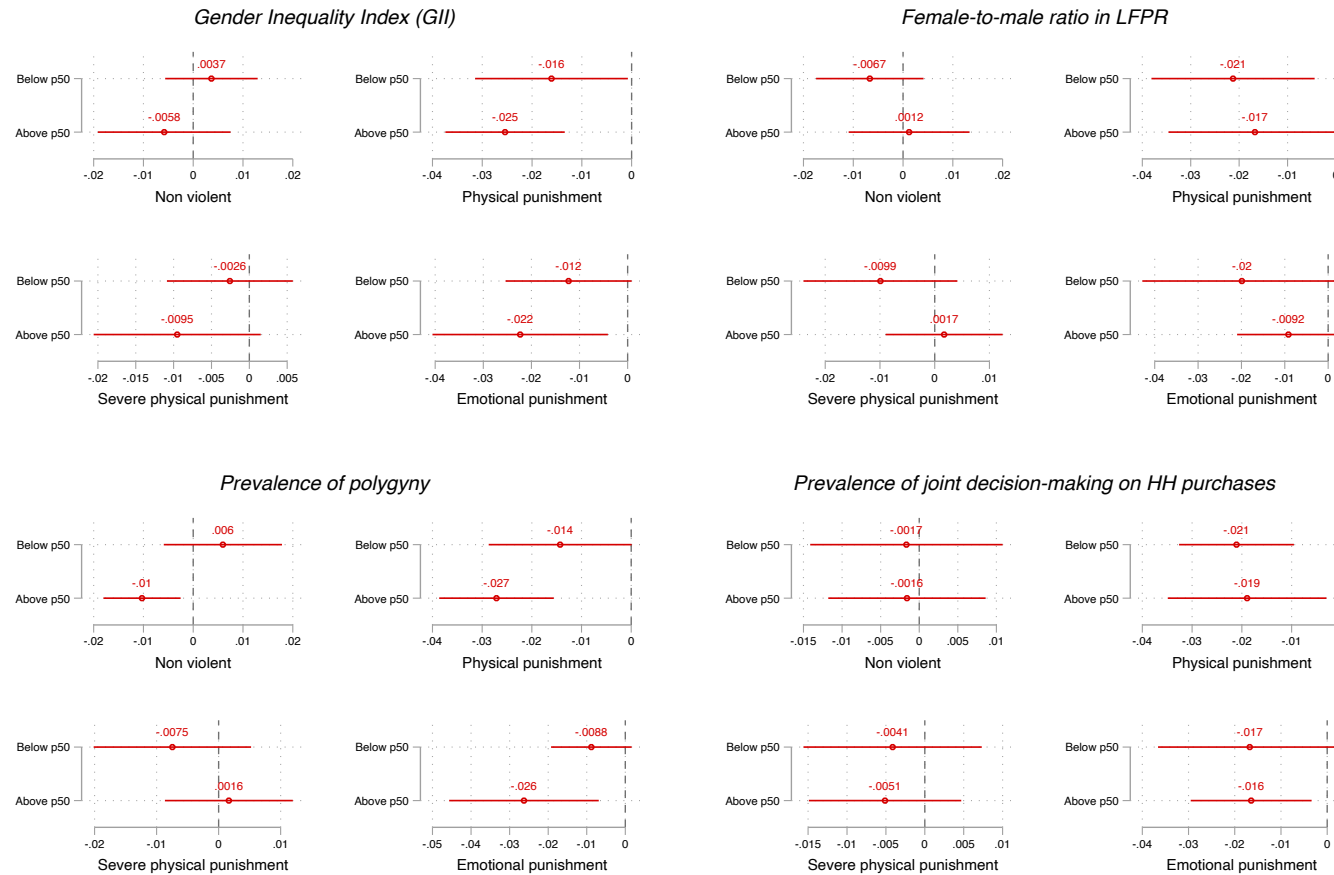 Gender Inequality Index (GII)
Below p50
Above p50
.0037
-.0058
-.02 -.01 0 .01 .02
Non violent
-.016
-.025
-.04 -.03 -.02 -.01 0
Physical punishment
Below p50
Above p50
-.0026
-.0095
-.02 -.015 -.01 -.005 0 .005
Severe physical punishment
Below p50
Above p50
-.012
-.022
-.04 -.03 -.02 -.01 0
Emotional punishment
Below p50
Above p50
Female-to-male ratio in LFPR
Below p50
Above p50
-.0067
.0012
-.02 -.01 0 .01 .02
Non violent
Below p50
Above p50
-.021
-.017
-.04 -.03 -.02 -.01
Physical punishment
Below p50
Above p50
-.0099
.0017
-.02 -.01 0 .01
Severe physical punishment
Below p50
Above p50
-.02
-.0092
-.04 -.03 -.02 -.01 0
Emotional punishment
Below p50
Above p50
Prevalence of polygyny
Below p50
Above p50
.006
-.01
-.02 -.01 0 .01 .02
Non violent
Below p50
Above p50
-.014
-.027
-.04 -.03 -.02 -.01 0
Physical punishment
Below p50
Above p50
-.0075
.0016
-.02 -.01 0 .01
Severe physical punishment
Below p50
Above p50
-.0088
-.026
-.05 -.04 -.03 -.02 -.01 0
Emotional punishment
Prevalence of joint decision-making on HH purchases
Below p50
Above p50
-.0017
-.0016
-.015 -.01 -.005 0 .005 .01
Non violent
Below p50
Above p50
-.021
-.019
-.04 -.03 -.02 -.01
Physical punishment
Below p50
Above p50
-.0041
-.0051
-.015 -.01 -.005 0 .005 .01
Severe physical punishment
Below p50
Above p50
-.017
-.016
-.04 -.03 -.02 -.01 0
Emotional punishment